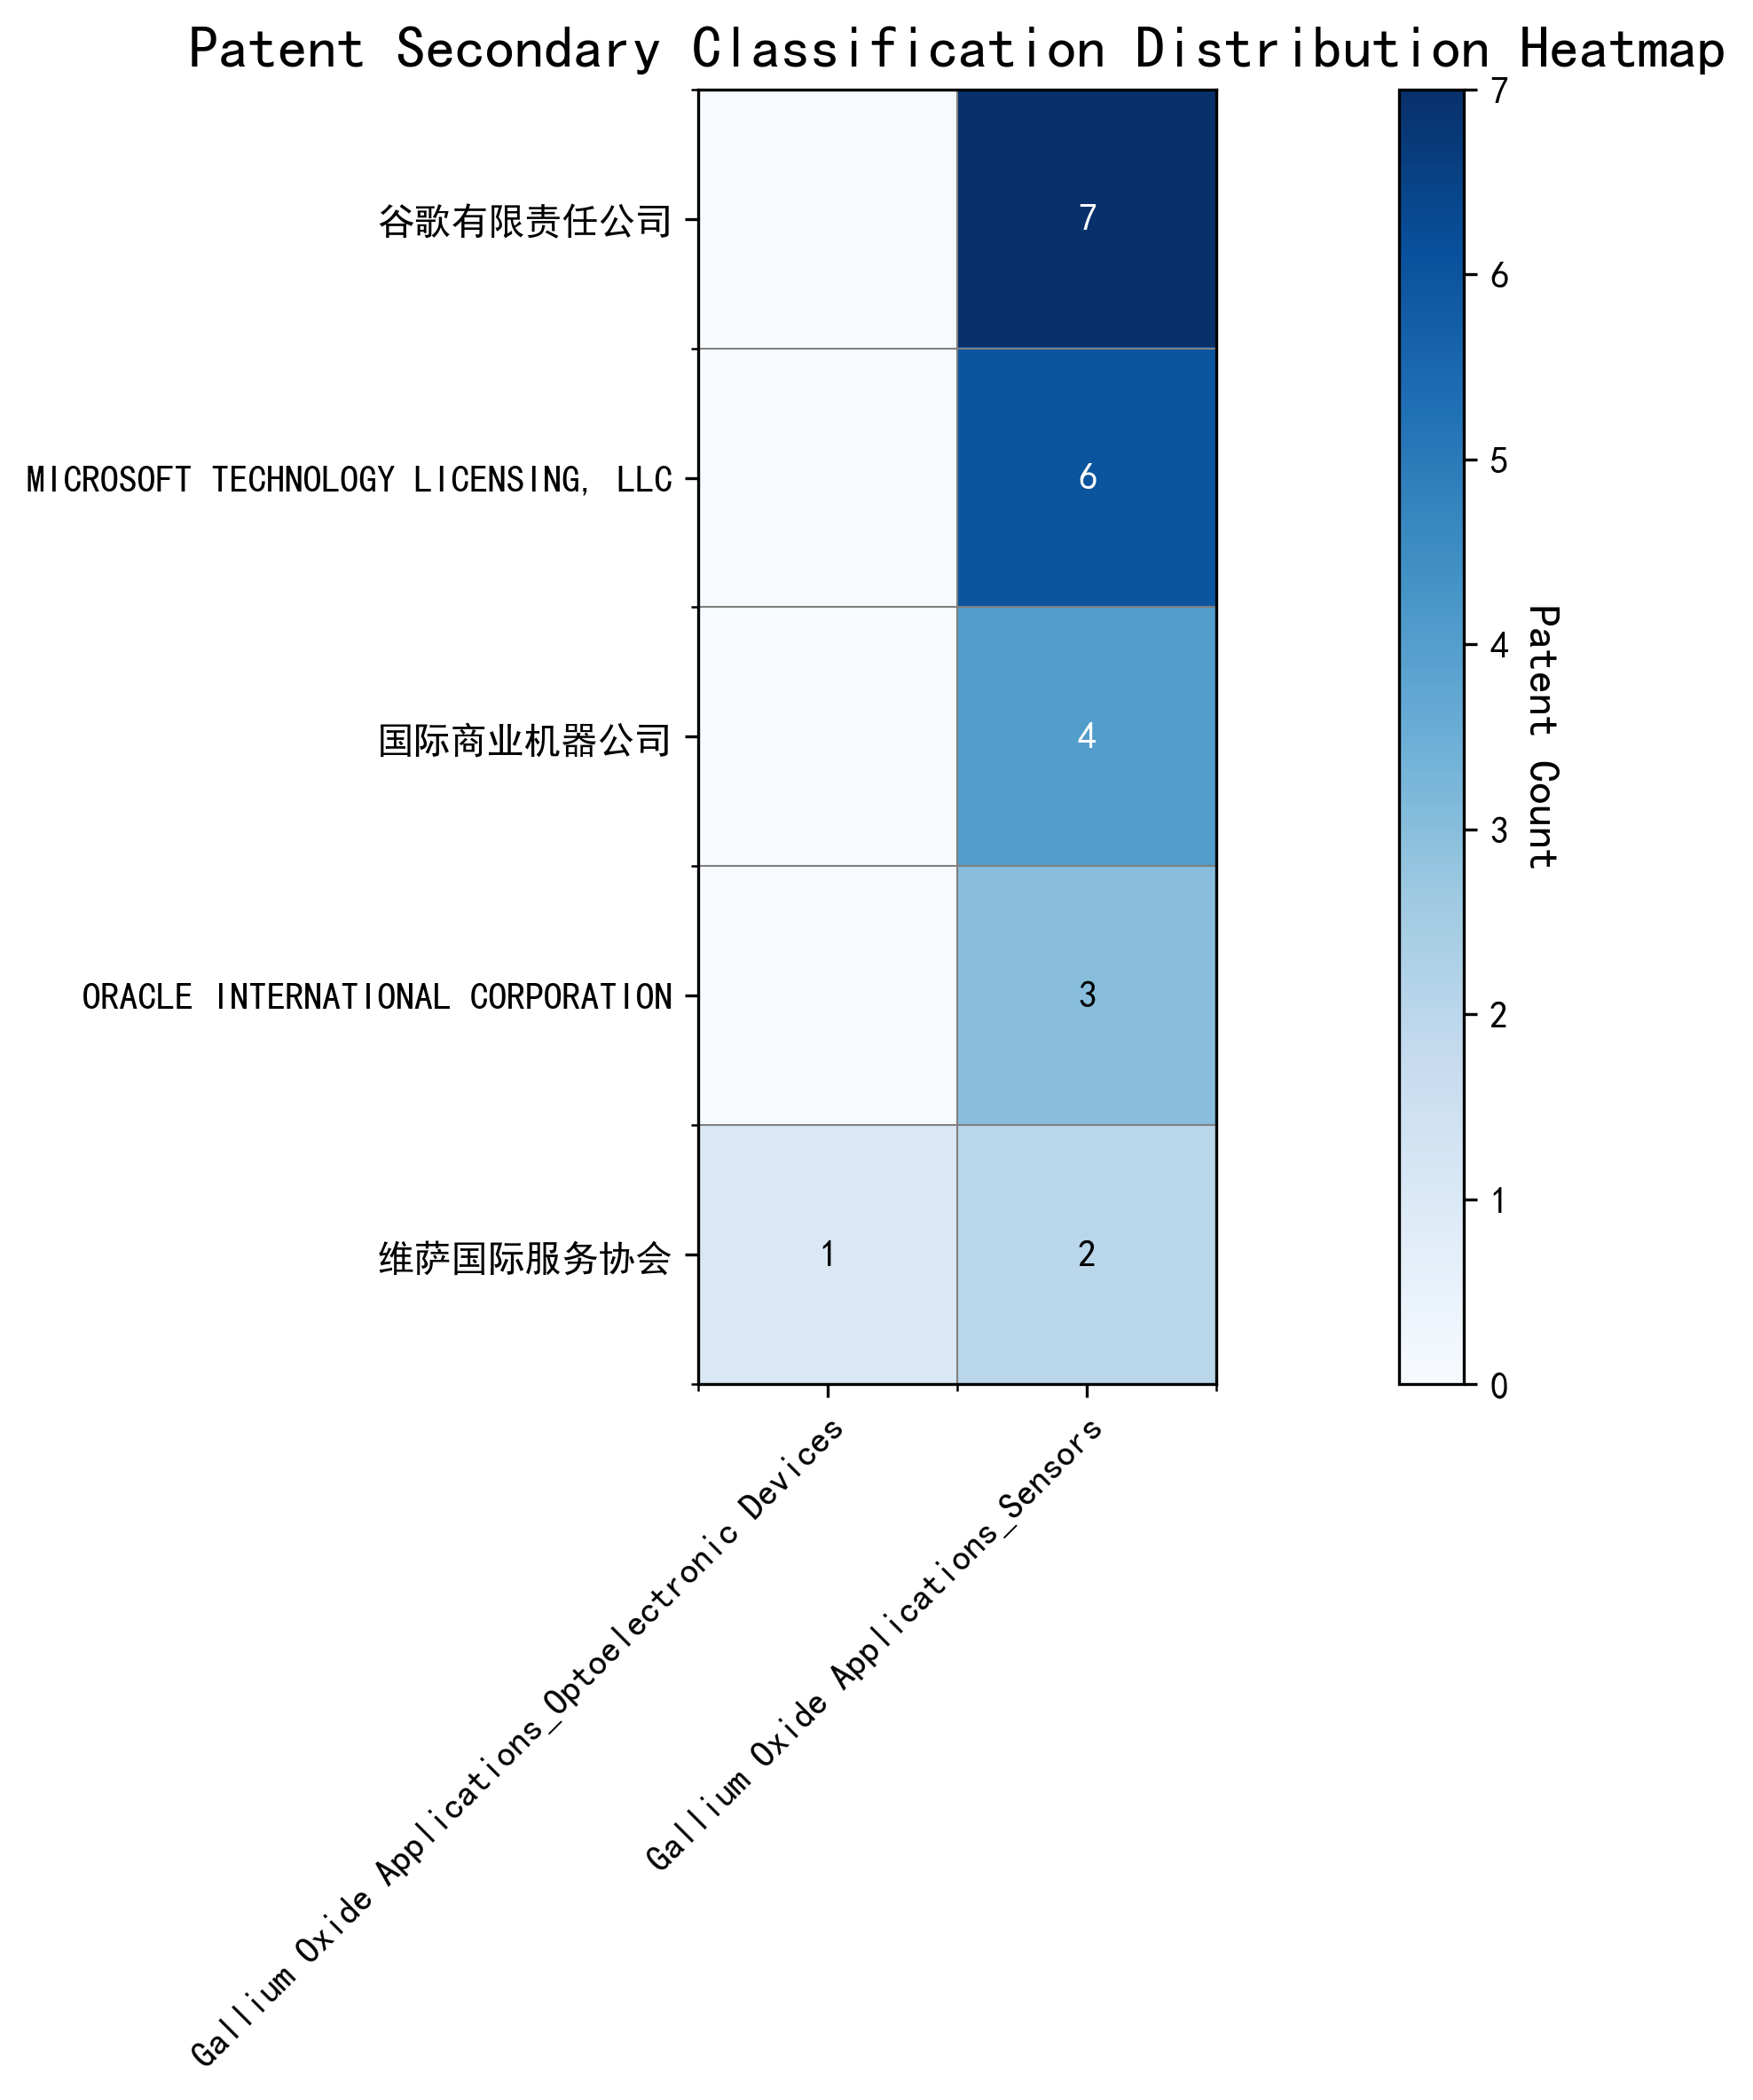 Patent Secondary Classification Distribution Heatmap
谷歌有限责任公司
7
MICROSOFT TECHNOLOGY LICENSING, LLC
6
国际商业机器公司
4
ORACLE INTERNATIONAL CORPORATION
3
维萨国际服务协会
1
2
Gallium Oxide Applications_Optoelectronic Devices
Gallium Oxide Applications_Sensors
7
6
5
4
3
2
1
0
Patent Count